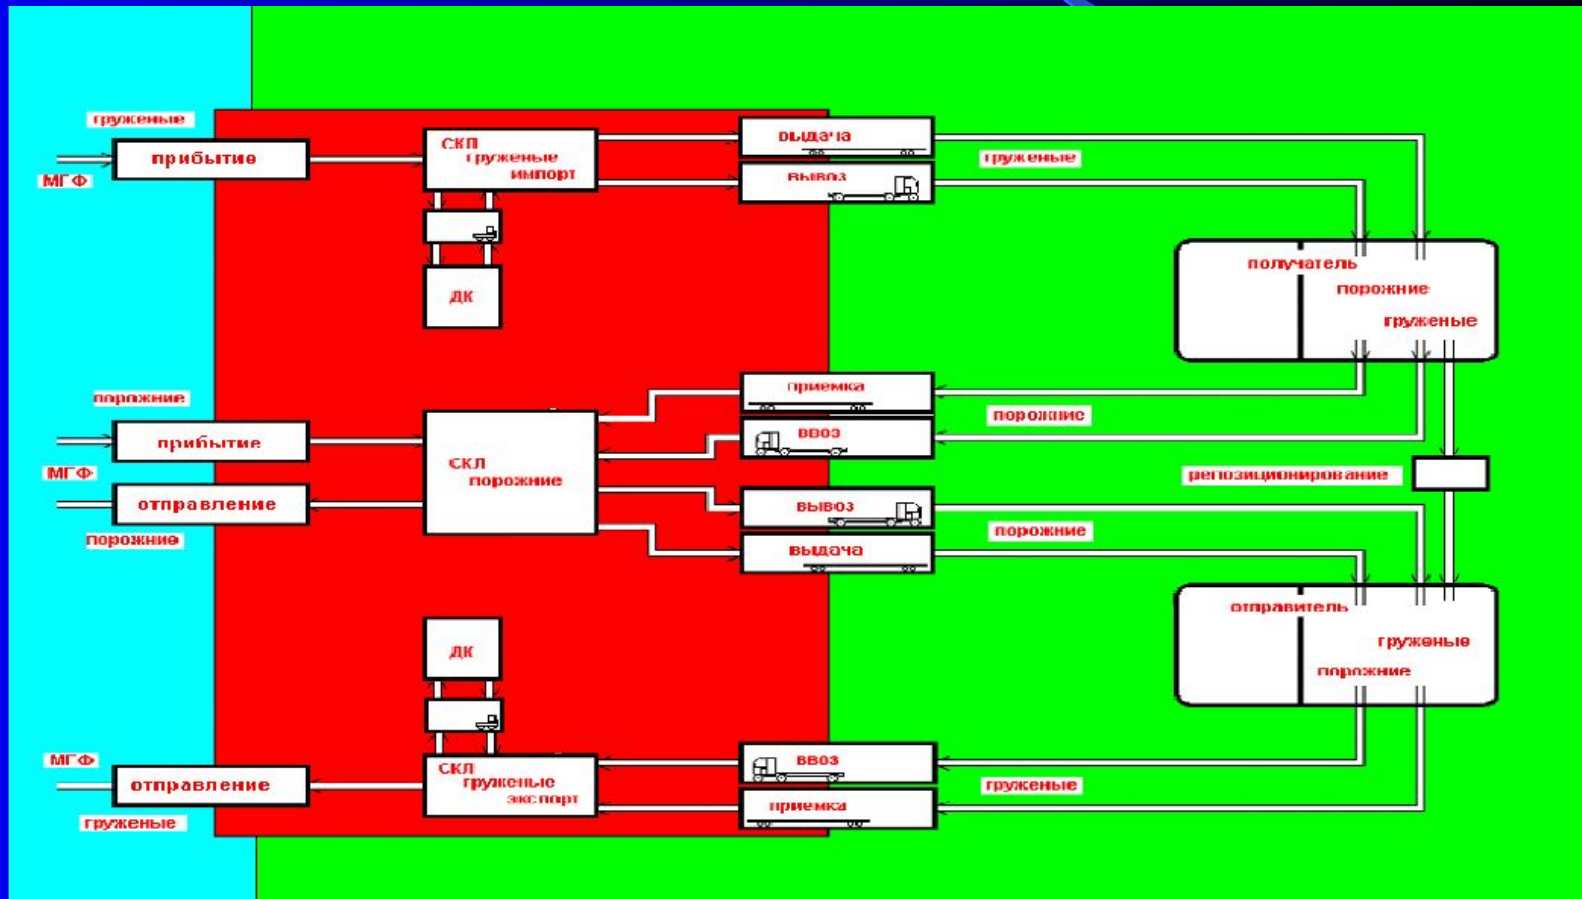 груженые
прибытие
МГФ
СКЛ
груженые
импорт
выдача
вывоз
груженые
ДК
получатель
порожние
груженые
порожние
прибытие
МГФ
отправление
порожние
СКЛ
порожние
приемка
ввоз
порожние
репозиционирование
вывоз
выдача
порожние
отправитель
груженые
порожние
ДК
МГФ
отправление
груженые
СКЛ
груженые
экспорт
ввоз
приемка
груженые